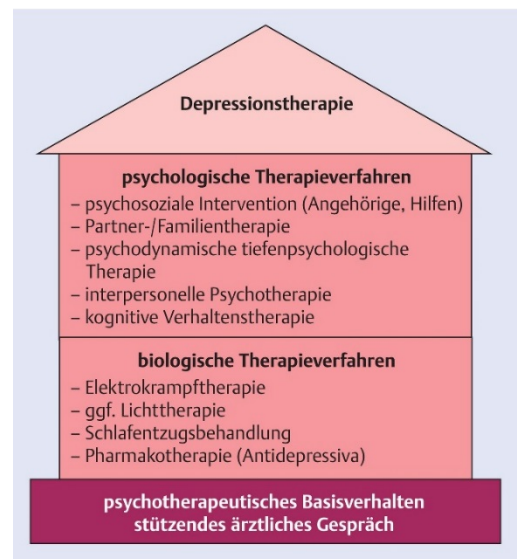 Depressionstherapie
psychologische Therapieverfahren
– psychosoziale Intervention (Angehörige, Hilfen)
– Partner-/Familientherapie
– psychodynamische tiefenpsychologische
Therapie
– interpersonelle Psychotherapie
– kognitive Verhaltenstherapie
biologische Therapieverfahren
– Elektrokrampftherapie
– ggf. Lichttherapie
– Schlafentzugsbehandlung
– Pharmakotherapie (Antidepressiva)
psychotherapeutisches Basisverhalten
stützendes ärztliches Gespräch